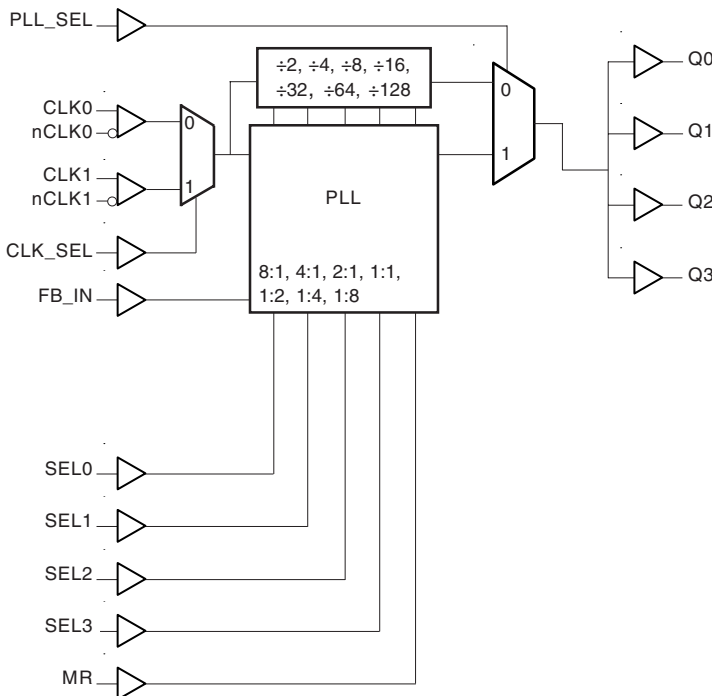 PLL_SEL
÷2, ÷4, ÷8, ÷16,
÷32, ÷64, ÷128
CLK0
nCLK0
0
CLK1
nCLK1
1
CLK_SEL
FB_IN
PLL
8:1, 4:1, 2:1, 1:1,
1:2, 1:4, 1:8
0
1
Q0
Q1
Q2
Q3
SEL0
SEL1
SEL2
SEL3
MR